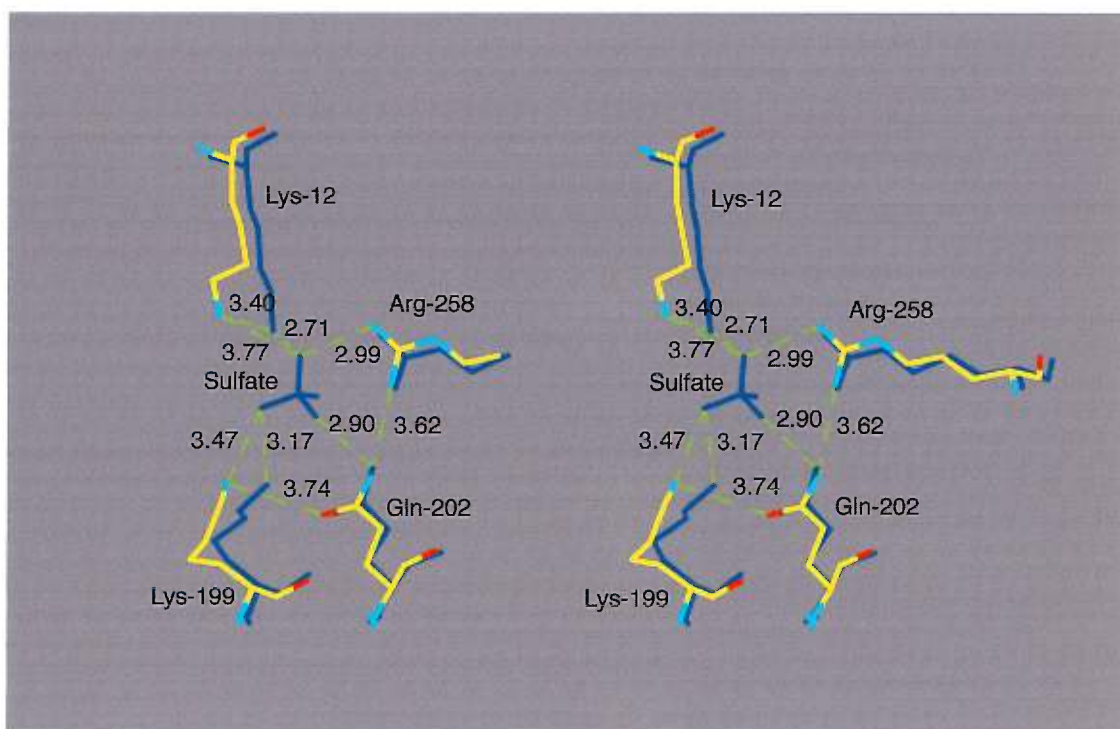 Lys-12
Lys-12
3.40
2.71
Arg-258
3.40
2.71
Arg-258
3.77
2.99
3.77
2.99
Sulfate
Sulfate
2.90
3.62
2.90
3.62
3.47
3.17
3.47
3.17
3.74
Gln-202
3.74
Gln-202
Lys-199
Lys-199